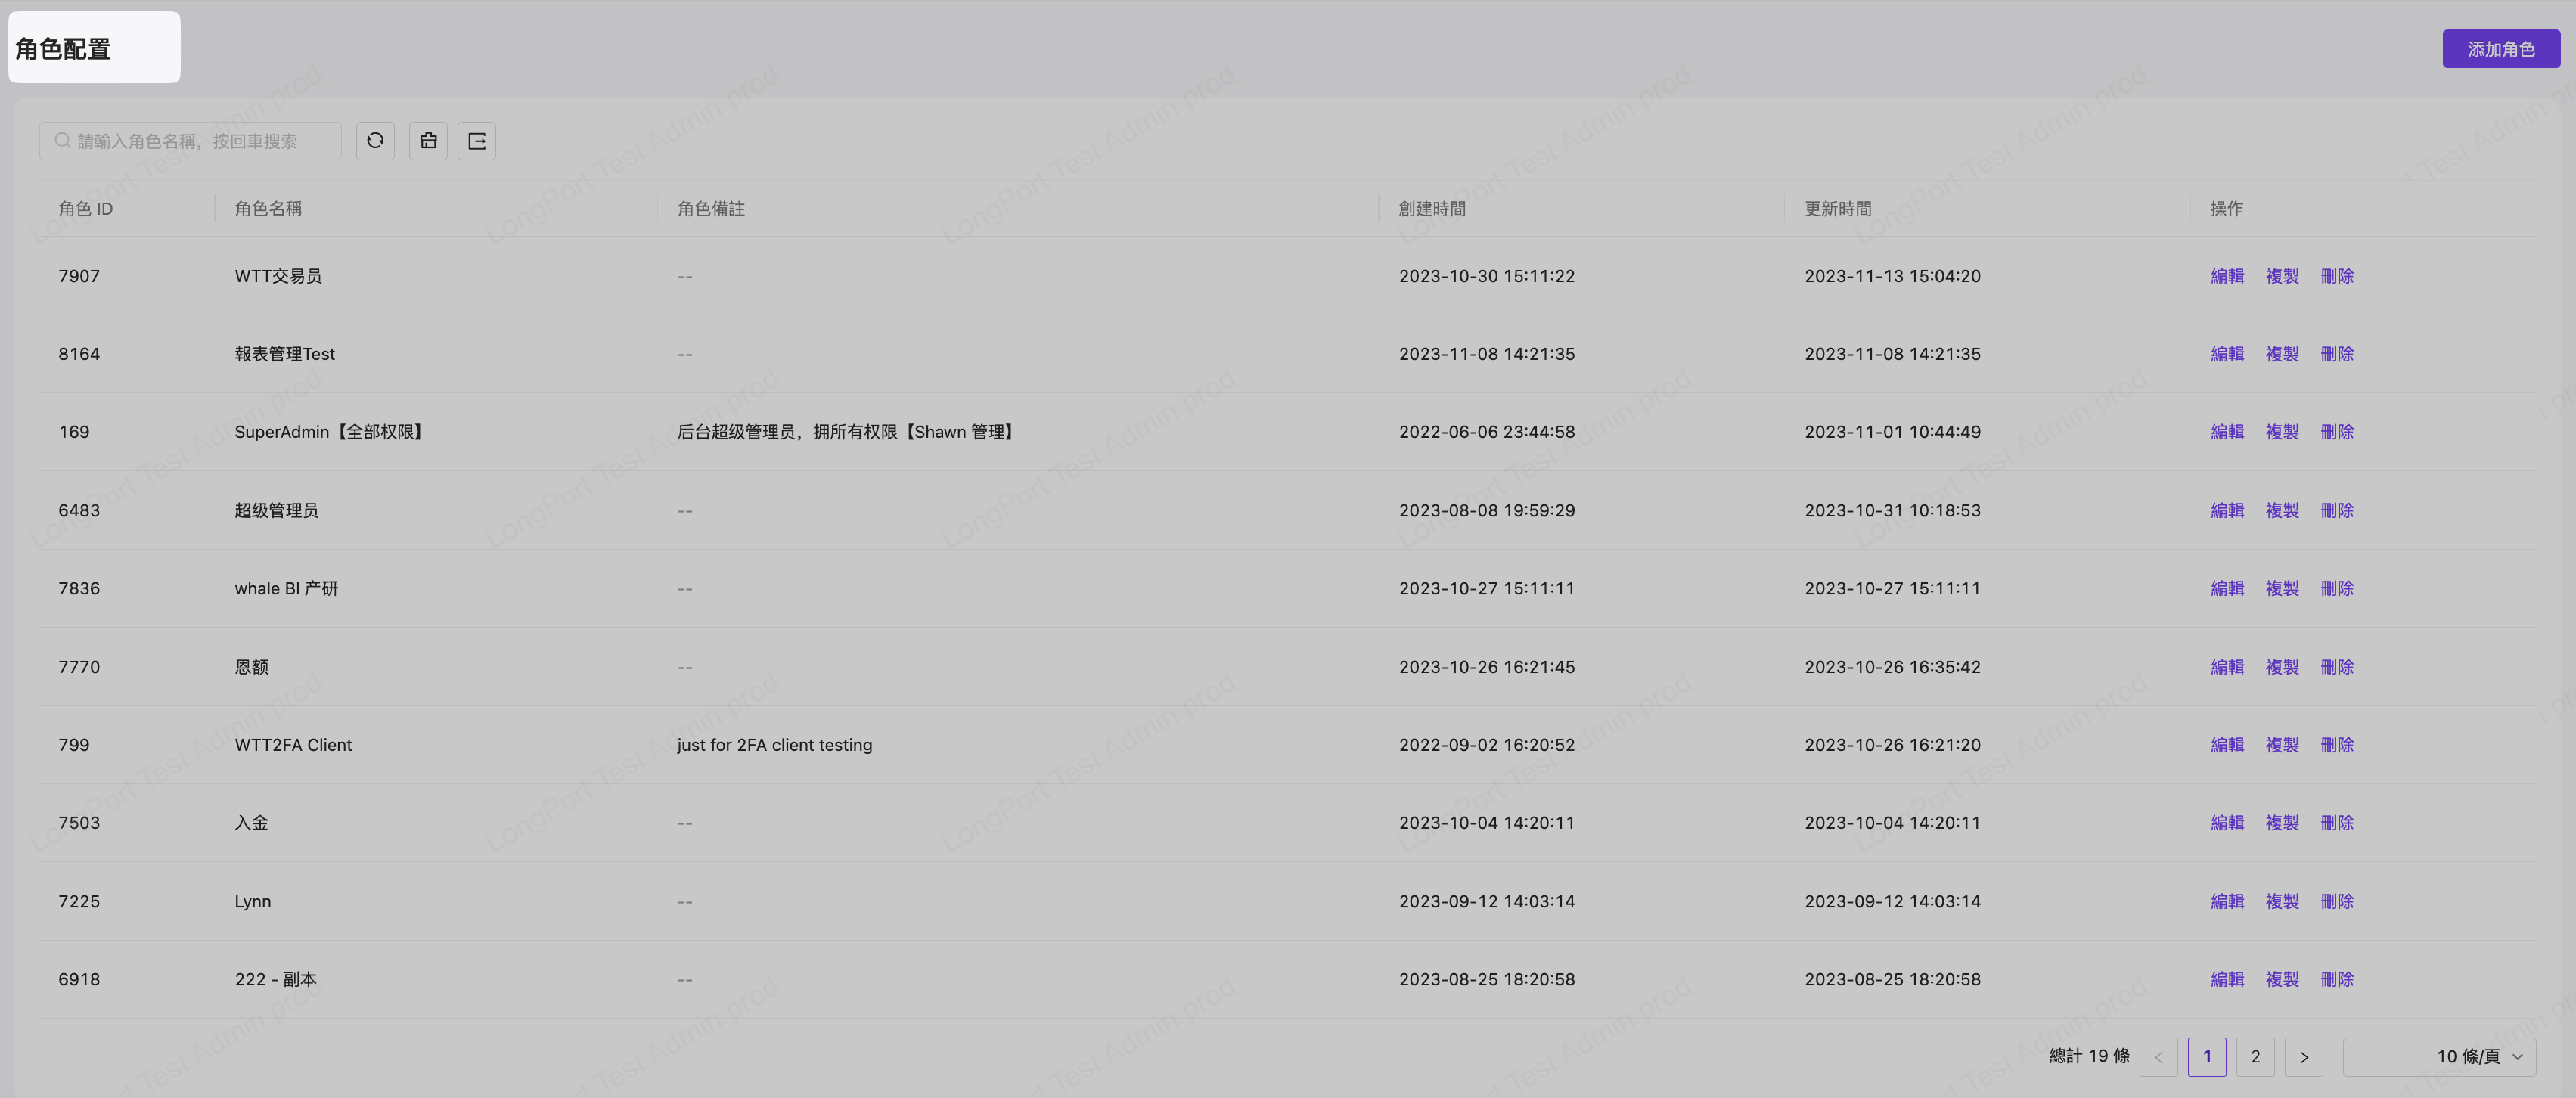 角色配置
添加角色
請輸入角色名稱，按回車搜索
角色 ID 角色名稱 角色備註 創建時間 更新時間 操作
7907 WTT交易员 -- 2023-10-30 15:11:22 2023-11-13 15:04:20 編輯 複製 刪除
8164 報表管理Test -- 2023-11-08 14:21:35 2023-11-08 14:21:35 編輯 複製 刪除
169 SuperAdmin【全部权限】 后台超级管理员，拥所有权限【Shawn 管理】 2022-06-06 23:44:58 2023-11-01 10:44:49 編輯 複製 刪除
6483 超级管理员 -- 2023-08-08 19:59:29 2023-10-31 10:18:53 編輯 複製 刪除
7836 whale BI 产研 -- 2023-10-27 15:11:11 2023-10-27 15:11:11 編輯 複製 刪除
7770 恩额 -- 2023-10-26 16:21:45 2023-10-26 16:35:42 編輯 複製 刪除
799 WTT2FA Client just for 2FA client testing 2022-09-02 16:20:52 2023-10-26 16:21:20 編輯 複製 刪除
7503 入金 -- 2023-10-04 14:20:11 2023-10-04 14:20:11 編輯 複製 刪除
7225 Lynn -- 2023-09-12 14:03:14 2023-09-12 14:03:14 編輯 複製 刪除
6918 222 - 副本 -- 2023-08-25 18:20:58 2023-08-25 18:20:58 編輯 複製 刪除
總計 19 條 < 1 2 > 10 條/頁
LongPort Test Admin prod